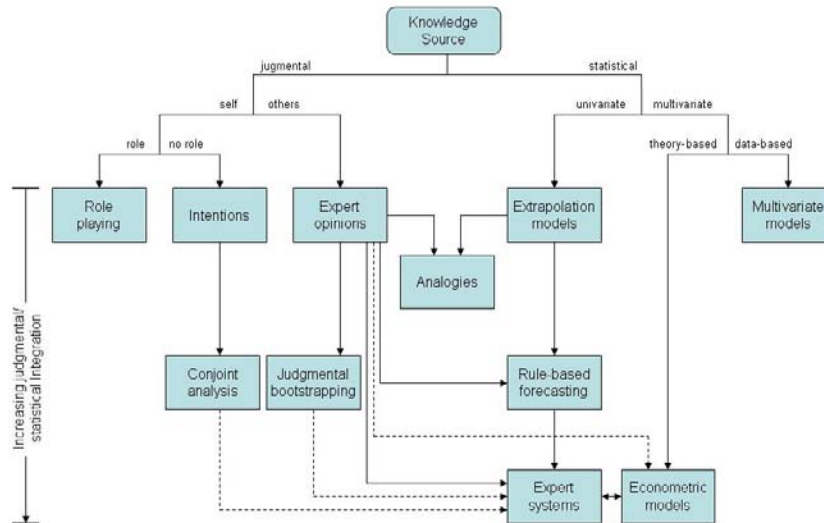 Knowledge
Source
jugmental
statistical
self
others
univariate
multivariate
role
no role
theory-based
data-based
Role
playing
Intentions
Expert
opinions
Extrapolation
models
Multivariate
models
Analogies
Increasing judgmental/
statistical Integration
Conjoint
analysis
Judgmental
bootstrapping
Rule-based
forecasting
Expert
systems
Econometric
models